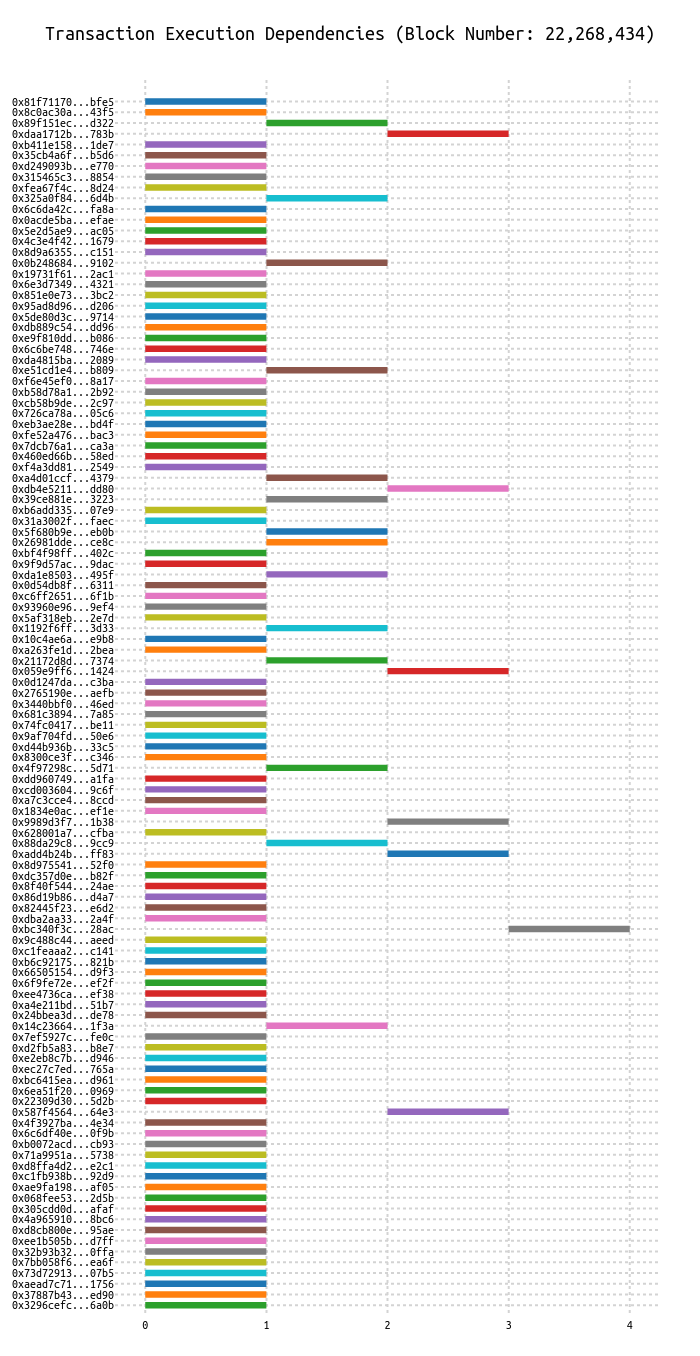 Transaction Execution Dependencies (Block Number: 22,268,434)
0x81f71170...bfe5
0x8c0ac30a...43f5
0x89f151ec...d322
0xdaa1712b...783b
0xb411e158...1de7
0x35cb4a6f...b5d6
0xd249093b...e770
0x315465c3...8854
0xfea67f4c...8d24
0x325a0f84...6d4b
0x6c6da42c...fa8a
0x0acde5ba...efae
0x5e2d5ae9...ac05
0x4c3e4f42...1679
0x8d9a6355...c151
0x0b248684...9102
0x19731f61...2ac1
0x6e3d7349...4321
0x851e0e73...3bc2
0x95ad8d96...d206
0x5de80d3c...9714
0xdb889c54...dd96
0xe9f810dd...b086
0x6c6be748...746e
0xda4815ba...2089
0xe51cd1e4...b809
0xf6e45ef0...8a17
0xb58d78a1...2b92
0xcb58b9de...2c97
0x726ca78a...05c6
0xeb3ae28e...bd4f
0xfe52a476...bac3
0x7dcb76a1...ca3a
0x460ed66b...58ed
0xf4a3dd81...2549
0xa4d01ccf...4379
0xdb4e5211...dd80
0x39ce881e...3223
0xb6add335...07e9
0x31a3002f...faec
0x5f680b9e...eb0b
0x26981dde...ce8c
0xbf4f98ff...402c
0x9f9d57ac...9dac
0xda1e8503...495f
0x0d54db8f...6311
0xc6ff2651...6f1b
0x93960e96...9ef4
0x5af318eb...2e7d
0x1192f6ff...3d33
0x10c4ae6a...e9b8
0xa263fe1d...2bea
0x21172d8d...7374
0x059e9ff6...1424
0x0d1247da...c3ba
0x2765190e...aefb
0x3440bbf0...46ed
0x681c3894...7a85
0x74fc0417...be11
0x9af704fd...50e6
0xd44b936b...33c5
0x8300ce3f...c346
0x4f97298c...5d71
0xdd960749...a1fa
0xcd003604...9c6f
0xa7c3cce4...8ccd
0x1834e0ac...ef1e
0x9989d3f7...1b38
0x628001a7...cfba
0x88da29c8...9cc9
0xadd4b24b...ff83
0x8d975541...52f0
0xdc357d0e...b82f
0x8f40f544...24ae
0x86d19b86...d4a7
0x82445f23...e6d2
0xdba2aa33...2a4f
0xbc340f3c...28ac
0x9c488c44...aeed
0xc1feaaa2...c141
0xb6c92175...821b
0x66505154...d9f3
0x6f9fe72e...ef2f
0xee4736ca...ef38
0xa4e211bd...51b7
0x24bbea3d...de78
0x14c23664...1f3a
0x7ef5927c...fe0c
0xd2fb5a83...b8e7
0xe2eb8c7b...d946
0xec27c7ed...765a
0xbc6415ea...d961
0x6ea51f20...0969
0x22309d30...5d2b
0x587f4564...64e3
0x4f3927ba...4e34
0x6c6df40e...0f9b
0xb0072acd...cb93
0x71a9951a...5738
0xd8ffa4d2...e2c1
0xc1fb938b...92d9
0xae9fa198...af05
0x068fee53...2d5b
0x305cdd0d...afaf
0x4a965910...8bc6
0xd8cb800e...95ae
0xee1b505b...d7ff
0x32b93b32...0ffa
0x7bb058f6...ea6f
0x73d72913...07b5
0xaead7c71...1756
0x37887b43...ed90
0x3296cefc...6a0b
0 1 2 3 4